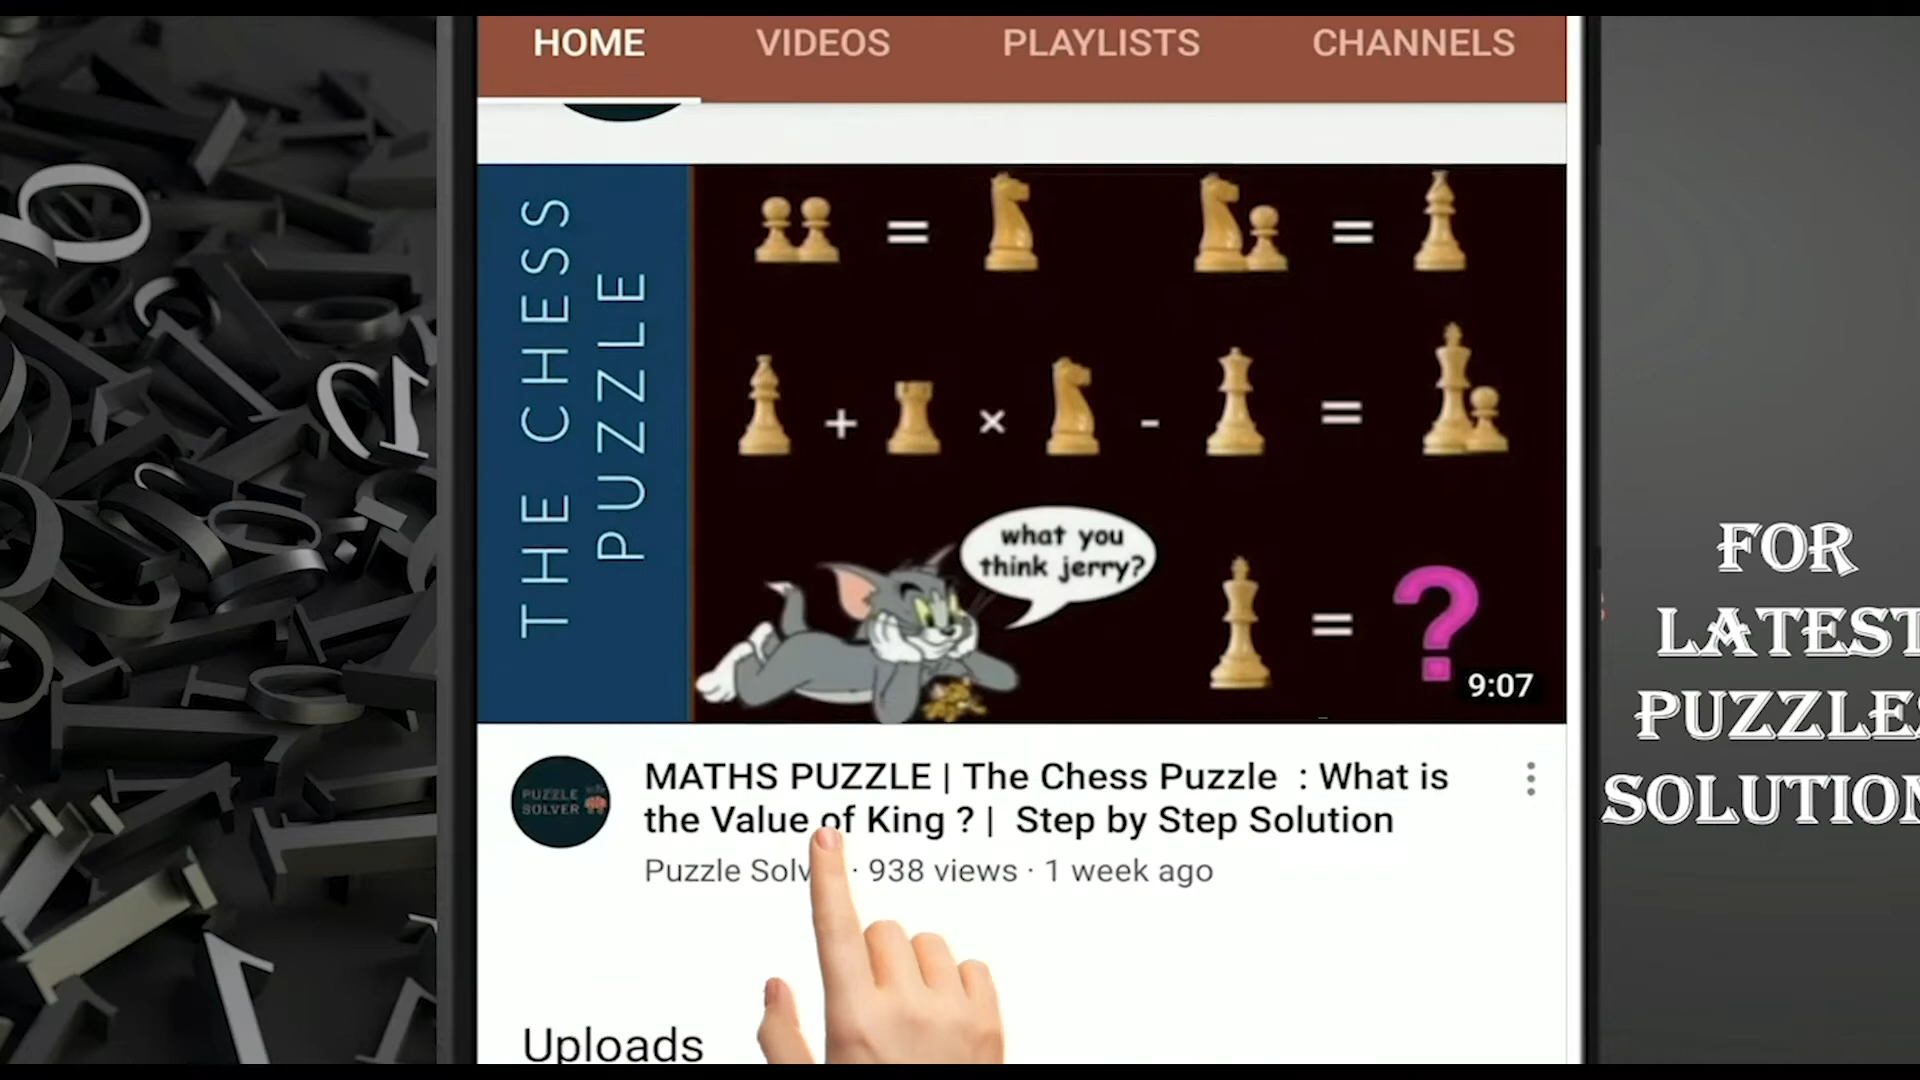 HOME VIDEOS PLAYLISTS CHANNELS
THE CHESS
PUZZLE
= =
+ × - =
what you
think jerry?
= ?
9:07
PUZZLE
SOLVER
MATHS PUZZLE | The Chess Puzzle : What is
the Value of King ? | Step by Step Solution
Puzzle Solv · 938 views · 1 week ago
Uploads
FOR
LATEST
PUZZLES
SOLUTION